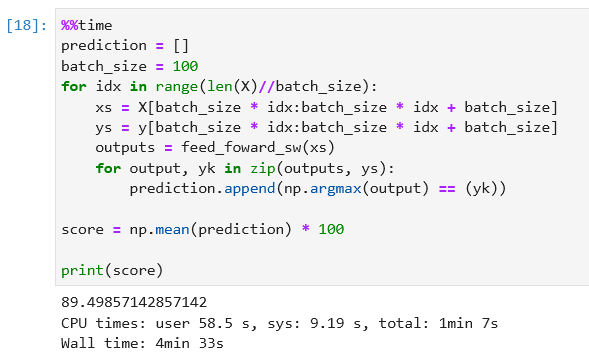 [18]: %%time
prediction = []
batch_size = 100
for idx in range(len(X)//batch_size):
    xs = X[batch_size * idx:batch_size * idx + batch_size]
    ys = y[batch_size * idx:batch_size * idx + batch_size]
    outputs = feed_foward_sw(xs)
    for output, yk in zip(outputs, ys):
        prediction.append(np.argmax(output) == (yk))
score = np.mean(prediction) * 100
print(score)
89.49857142857142
CPU times: user 58.5 s, sys: 9.19 s, total: 1min 7s
Wall time: 4min 33s